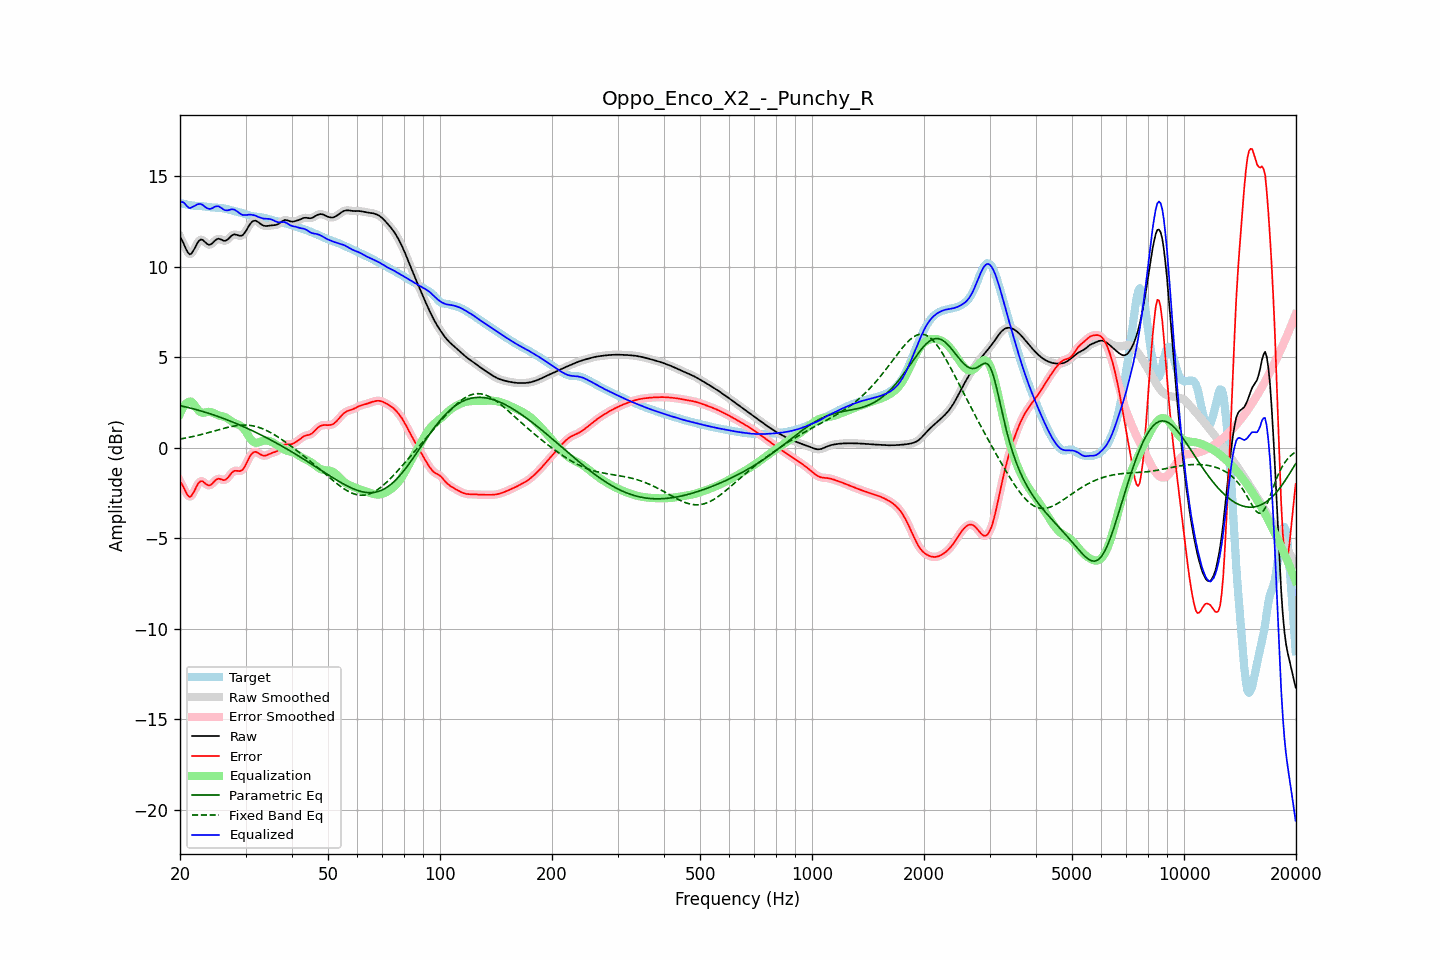 Oppo_Enco_X2_-_Punchy_R
Amplitude (dBr)
15
10
5
0
−5
−10
−15
−20
Target
Raw Smoothed
Error Smoothed
Raw
Error
Equalization
Parametric Eq
Fixed Band Eq
Equalized
20 50 100 200 500 1000 2000 5000 10000 20000
Frequency (Hz)